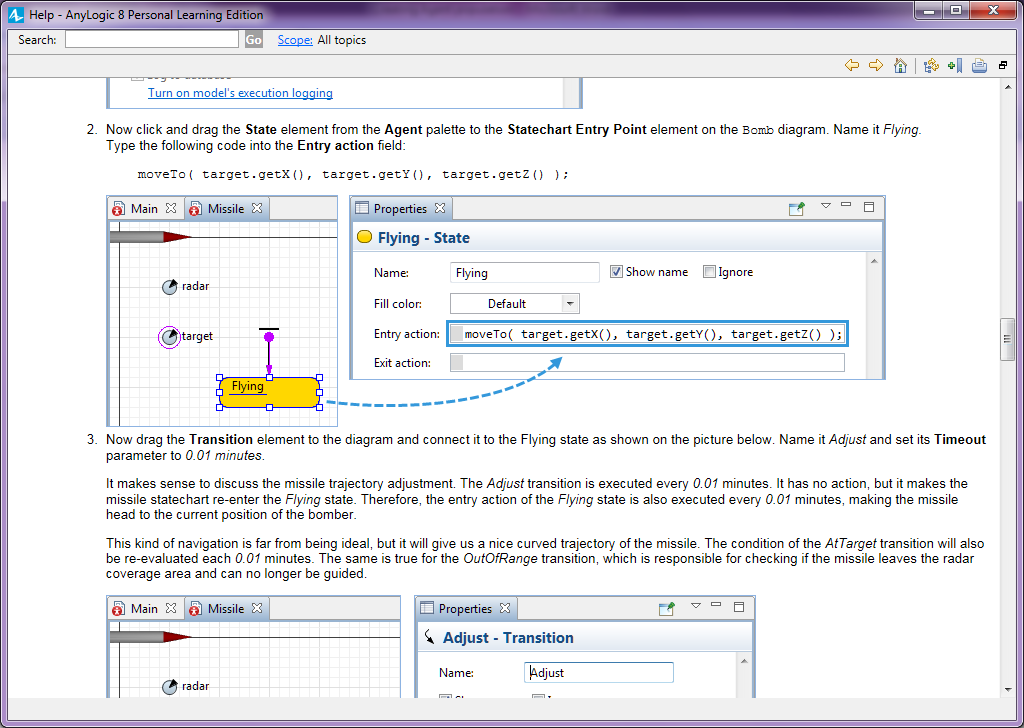 Help - AnyLogic 8 Personal Learning Edition
Search: Go Scope: All topics
Log to database
Turn on model's execution logging
2. Now click and drag the State element from the Agent palette to the Statechart Entry Point element on the Bomb diagram. Name it Flying.
Type the following code into the Entry action field:
moveTo( target.getX(), target.getY(), target.getZ() );
Main Missile
radar
target
Flying
Properties
Flying - State
Name: Flying Show name Ignore
Fill color: Default
Entry action: moveTo( target.getX(), target.getY(), target.getZ() );
Exit action:
3. Now drag the Transition element to the diagram and connect it to the Flying state as shown on the picture below. Name it Adjust and set its Timeout
parameter to 0.01 minutes.
It makes sense to discuss the missile trajectory adjustment. The Adjust transition is executed every 0.01 minutes. It has no action, but it makes the
missile statechart re-enter the Flying state. Therefore, the entry action of the Flying state is also executed every 0.01 minutes, making the missile
head to the current position of the bomber.
This kind of navigation is far from being ideal, but it will give us a nice curved trajectory of the missile. The condition of the AtTarget transition will also
be re-evaluated each 0.01 minutes. The same is true for the OutOfRange transition, which is responsible for checking if the missile leaves the radar
coverage area and can no longer be guided.
Main Missile
radar
Properties
Adjust - Transition
Name: Adjust